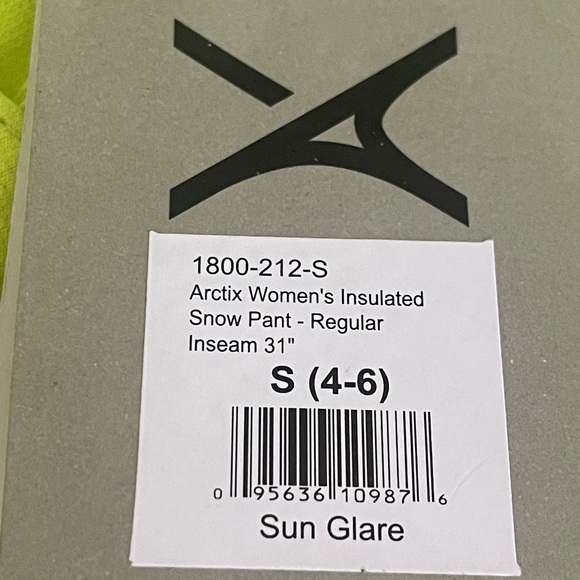 1800-212-S
Arctix Women's Insulated
Snow Pant - Regular
Inseam 31"
S (4-6)
0 95636 10987 6
Sun Glare